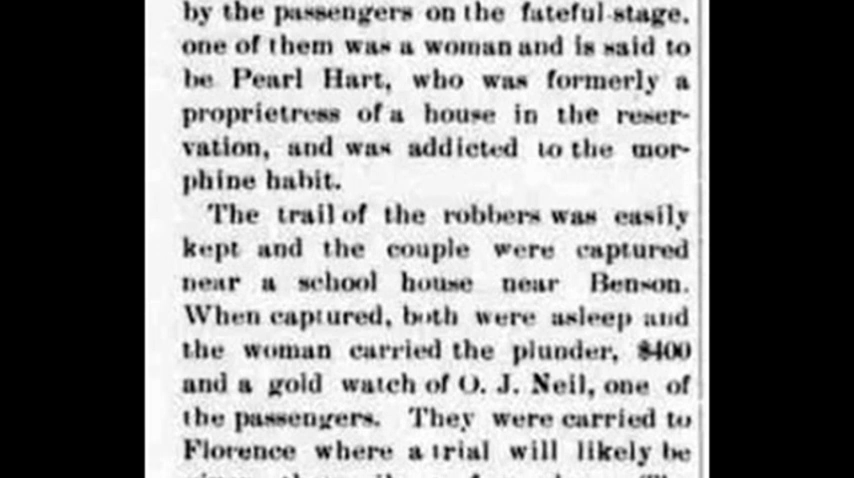 by the passengers on the fateful stage,
one of them was a woman and is said to
be Pearl Hart, who was formerly a
proprietress of a house in the reser-
vation, and was addicted to the mor-
phine habit.
The trail of the robbers was easily
kept and the couple were captured
near a school house near Benson.
When captured, both were asleep and
the woman carried the plunder, $400
and a gold watch of O. J. Neil, one of
the passengers. They were carried to
Florence where a trial will likely be